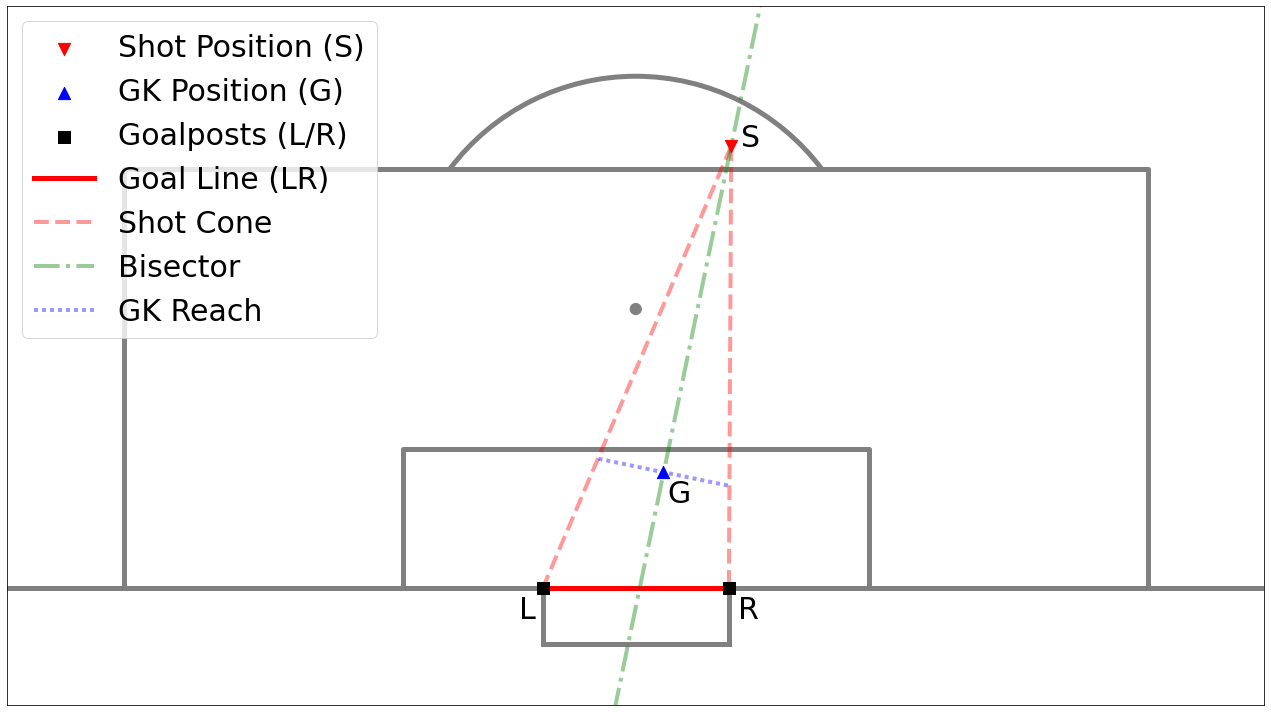 Shot Position (S)
GK Position (G)
Goalposts (L/R)
Goal Line (LR)
Shot Cone
Bisector
GK Reach
S
G
L
R